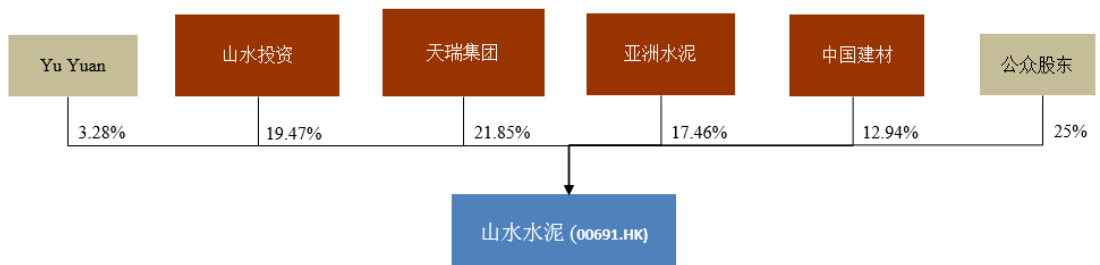 Yu Yuan
山水投资
天瑞集团
亚洲水泥
中国建材
公众股东
3.28%
19.47%
21.85%
17.46%
12.94%
25%
山水水泥 (00691.HK)